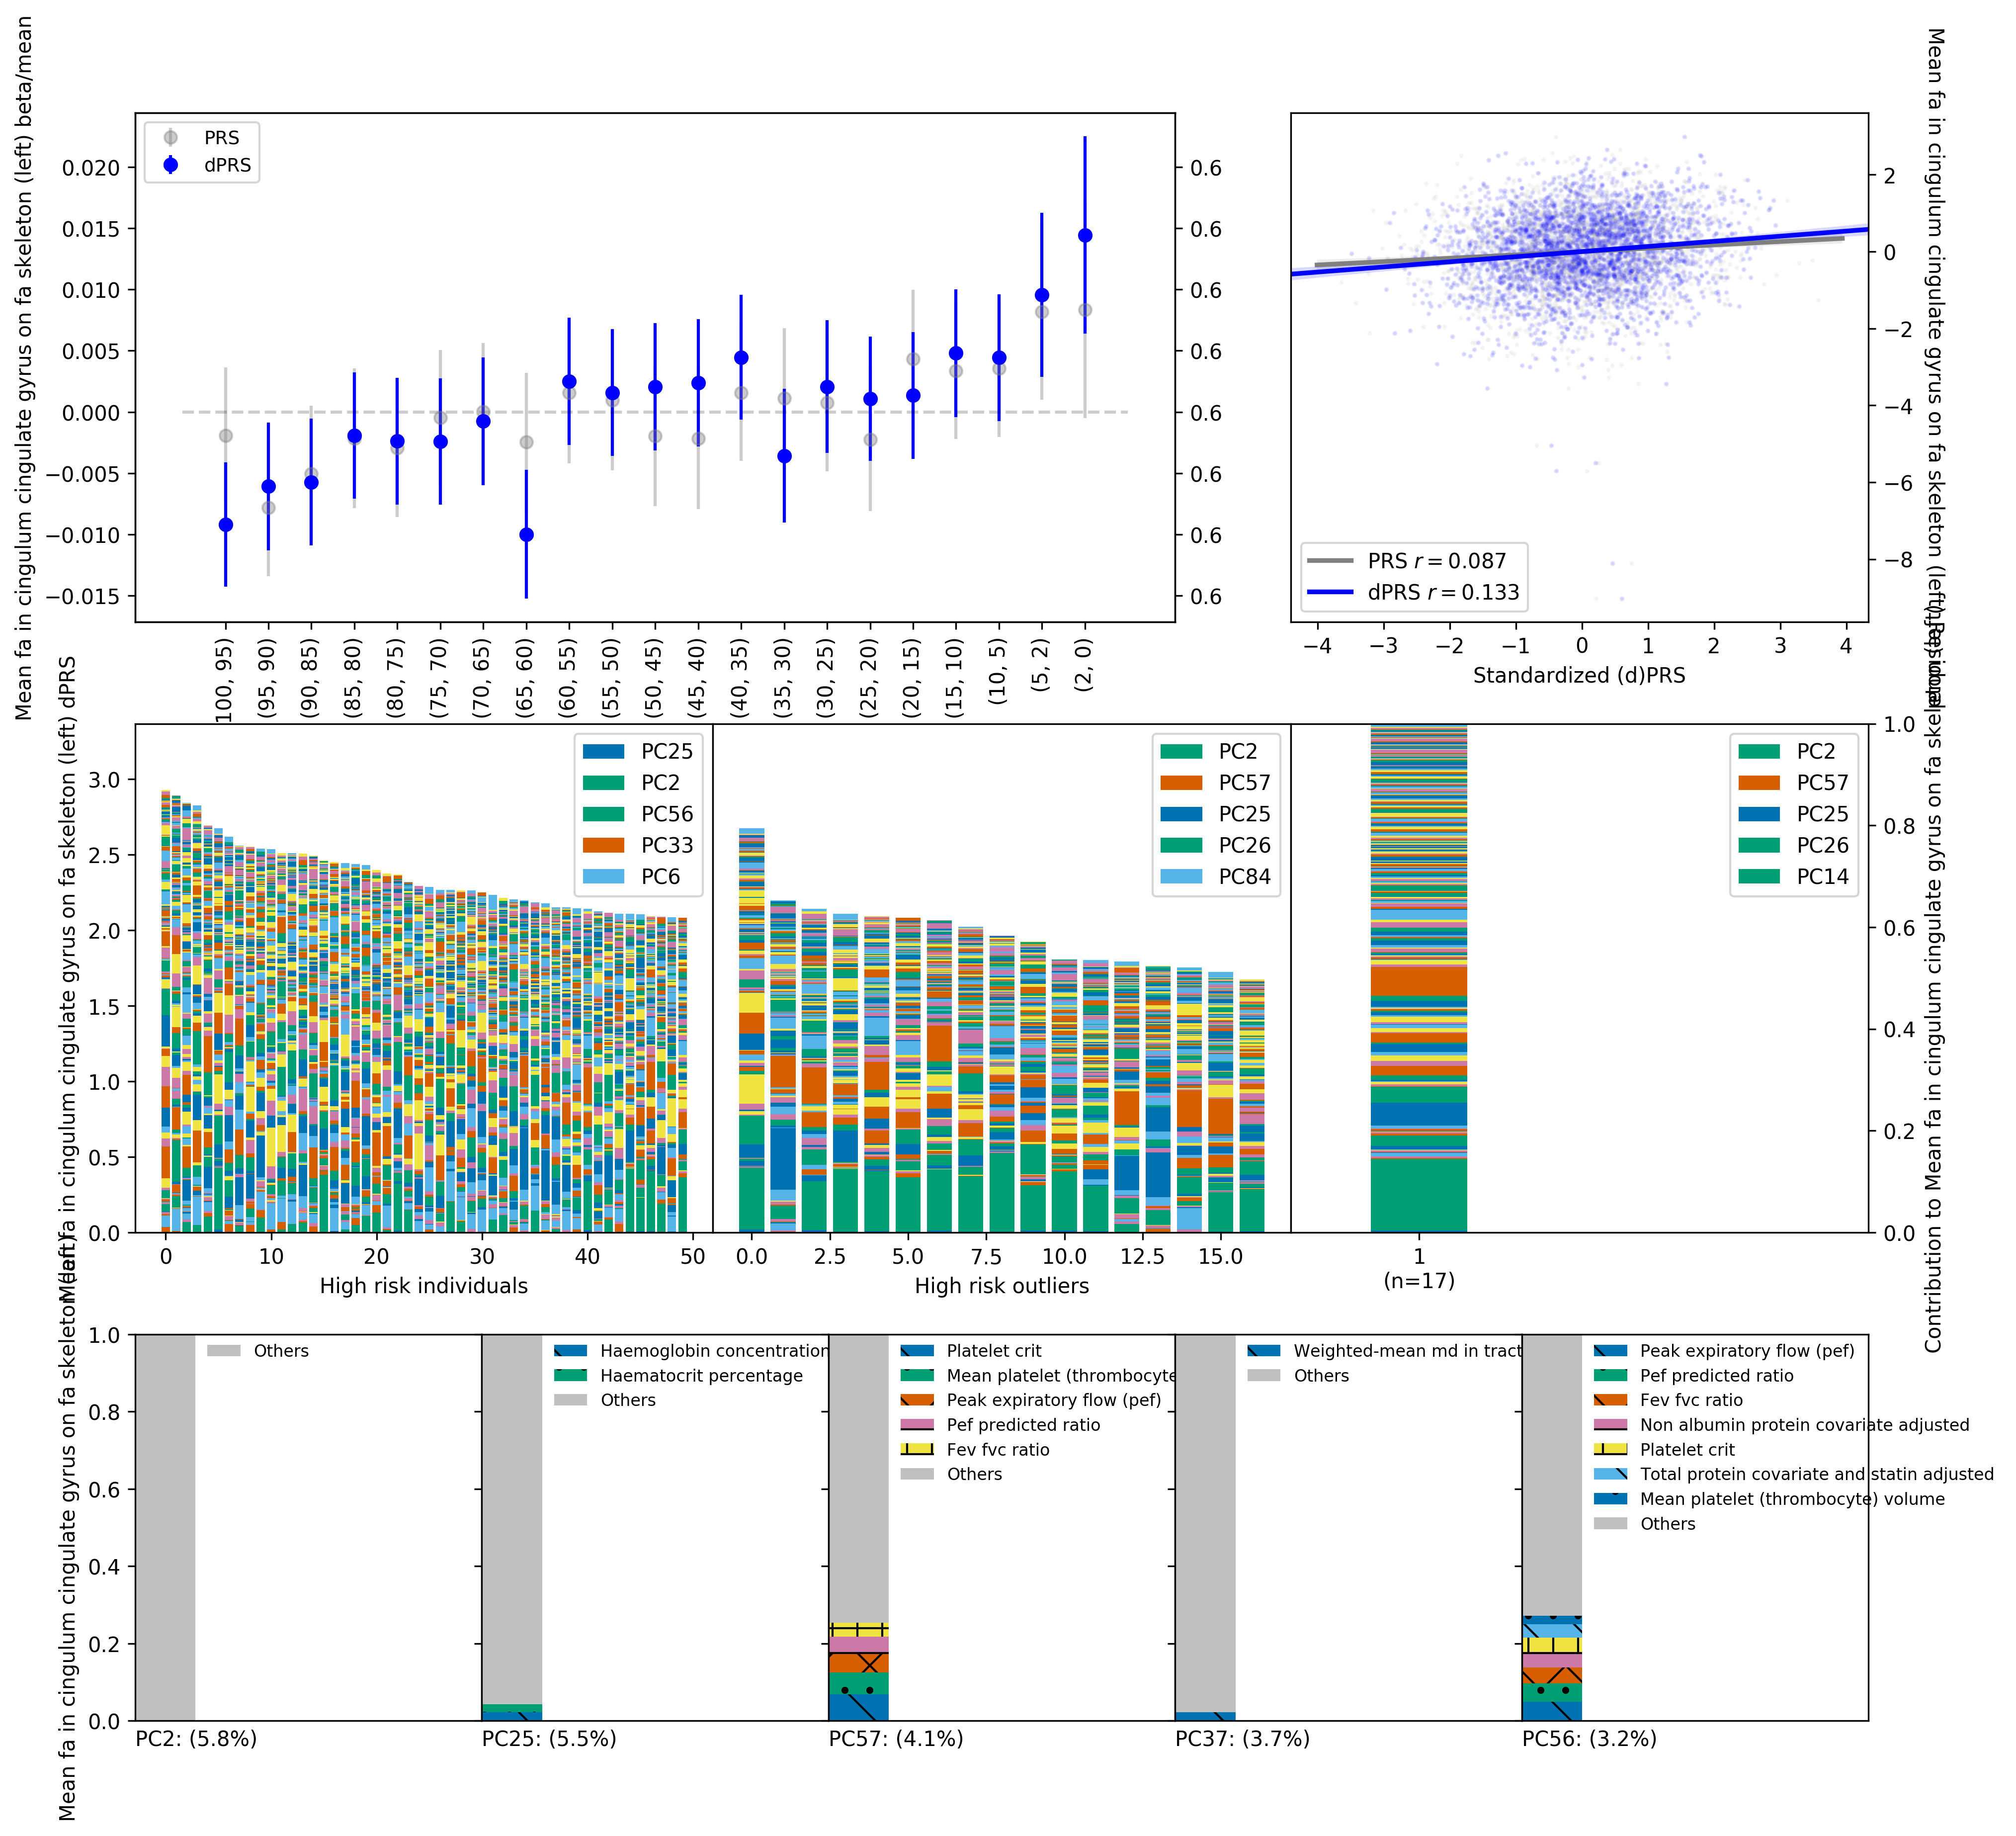 Mean fa in cingulum cingulate gyrus on fa skeleton (left) beta/mean
PRS
dPRS
0.020
0.015
0.010
0.005
0.000
−0.005
−0.010
−0.015
0.6
0.6
0.6
0.6
0.6
0.6
0.6
0.6
100, 95)
(95, 90)
(90, 85)
(85, 80)
(80, 75)
(75, 70)
(70, 65)
(65, 60)
(60, 55)
(55, 50)
(50, 45)
(45, 40)
(40, 35)
(35, 30)
(30, 25)
(25, 20)
(20, 15)
(15, 10)
(10, 5)
(5, 2)
(2, 0)
PRS r = 0.087
dPRS r = 0.133
2
0
−2
−4
−6
−8
−4
−3
−2
−1
0
1
2
3
4
Standardized (d)PRS
Mean fa in cingulum cingulate gyrus on fa skeleton (left)
Mean fa in cingulum cingulate gyrus on fa skeleton (left) dPRS
3.0
2.5
2.0
1.5
1.0
0.5
0.0
PC25
PC2
PC56
PC33
PC6
0
10
20
30
40
50
High risk individuals
PC2
PC57
PC25
PC26
PC84
0.0
2.5
5.0
7.5
10.0
12.5
15.0
High risk outliers
PC2
PC57
PC25
PC26
PC14
1
(n=17)
1.0
0.8
0.6
0.4
0.2
0.0
Contribution to Mean fa in cingulum cingulate gyrus on fa
Mean fa in cingulum cingulate gyrus on fa skeleton (left)
1.0
0.8
0.6
0.4
0.2
0.0
Others
PC2: (5.8%)
Haemoglobin concentration
Haematocrit percentage
Others
PC25: (5.5%)
Platelet crit
Mean platelet (thrombocyte
Peak expiratory flow (pef)
Pef predicted ratio
Fev fvc ratio
Others
PC57: (4.1%)
Weighted-mean md in tract
Others
PC37: (3.7%)
Peak expiratory flow (pef)
Pef predicted ratio
Fev fvc ratio
Non albumin protein covariate adjusted
Platelet crit
Total protein covariate and statin adjusted
Mean platelet (thrombocyte) volume
Others
PC56: (3.2%)